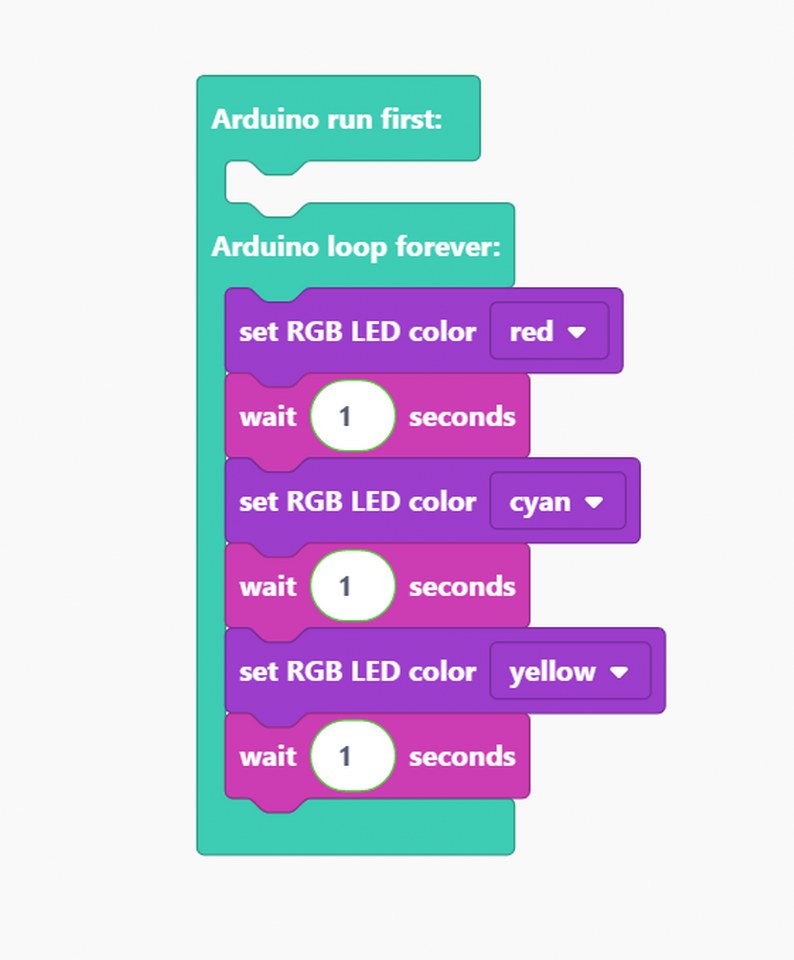 Arduino run first:
Arduino loop forever:
set RGB LED color red
wait 1 seconds
set RGB LED color cyan
wait 1 seconds
set RGB LED color yellow
wait 1 seconds